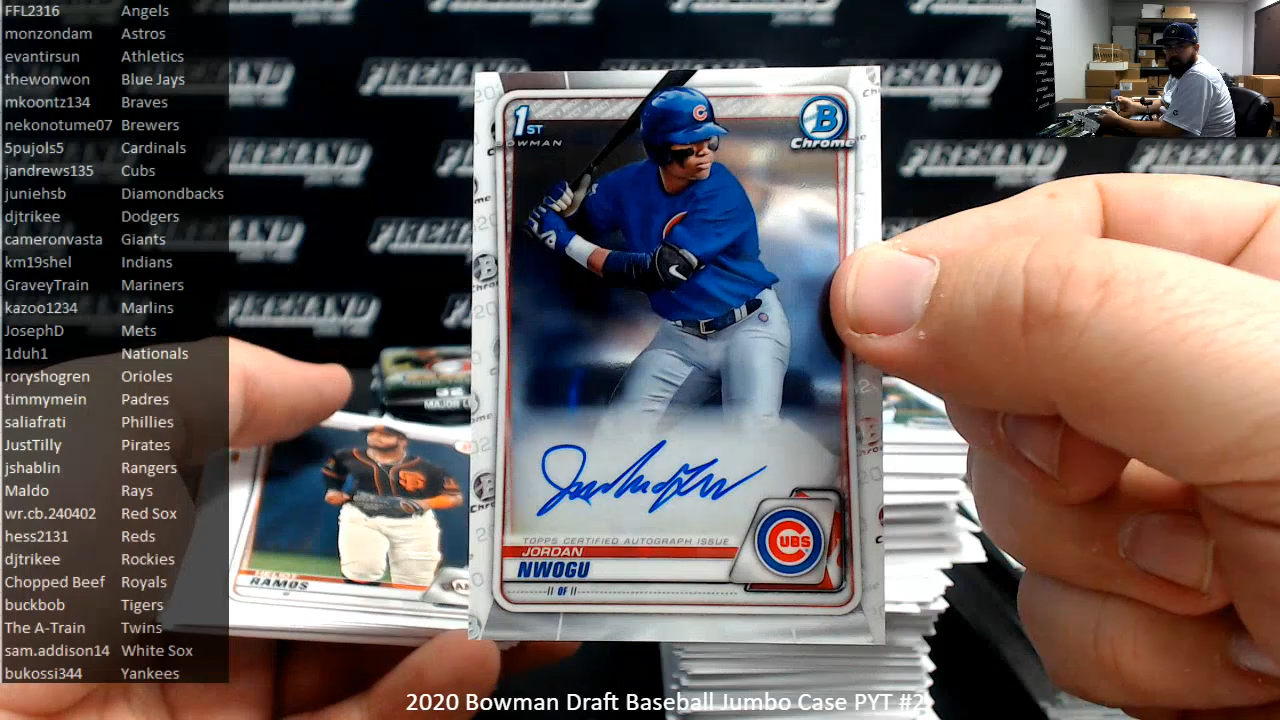 FFL2316 Angels
monzondam Astros
evantirsun Athletics
thewonwon Blue Jays
mkoontz134 Braves
nekonotume07 Brewers
5pujols5 Cardinals
jandrews135 Cubs
juniehsb Diamondbacks
djtrikee Dodgers
cameronvasta Giants
km19shel Indians
GraveyTrain Mariners
kazoo1234 Marlins
JosephD Mets
1duh1 Nationals
roryshogren Orioles
timmymein Padres
saliafrati Phillies
JustTilly Pirates
jshablin Rangers
Maldo Rays
wr.cb.240402 Red Sox
hess2131 Reds
djtrikee Rockies
Chopped Beef Royals
buckbob Tigers
The A-Train Twins
sam.addison14 White Sox
bukossi344 Yankees
FIREHAND
1ST
BOWMAN
B
Chrome
C
TOPPS CERTIFIED AUTOGRAPH ISSUE
JORDAN
NWOGU
OF
CUBS
SF
RAMOS
2020 Bowman Draft Baseball Jumbo Case PYT #2